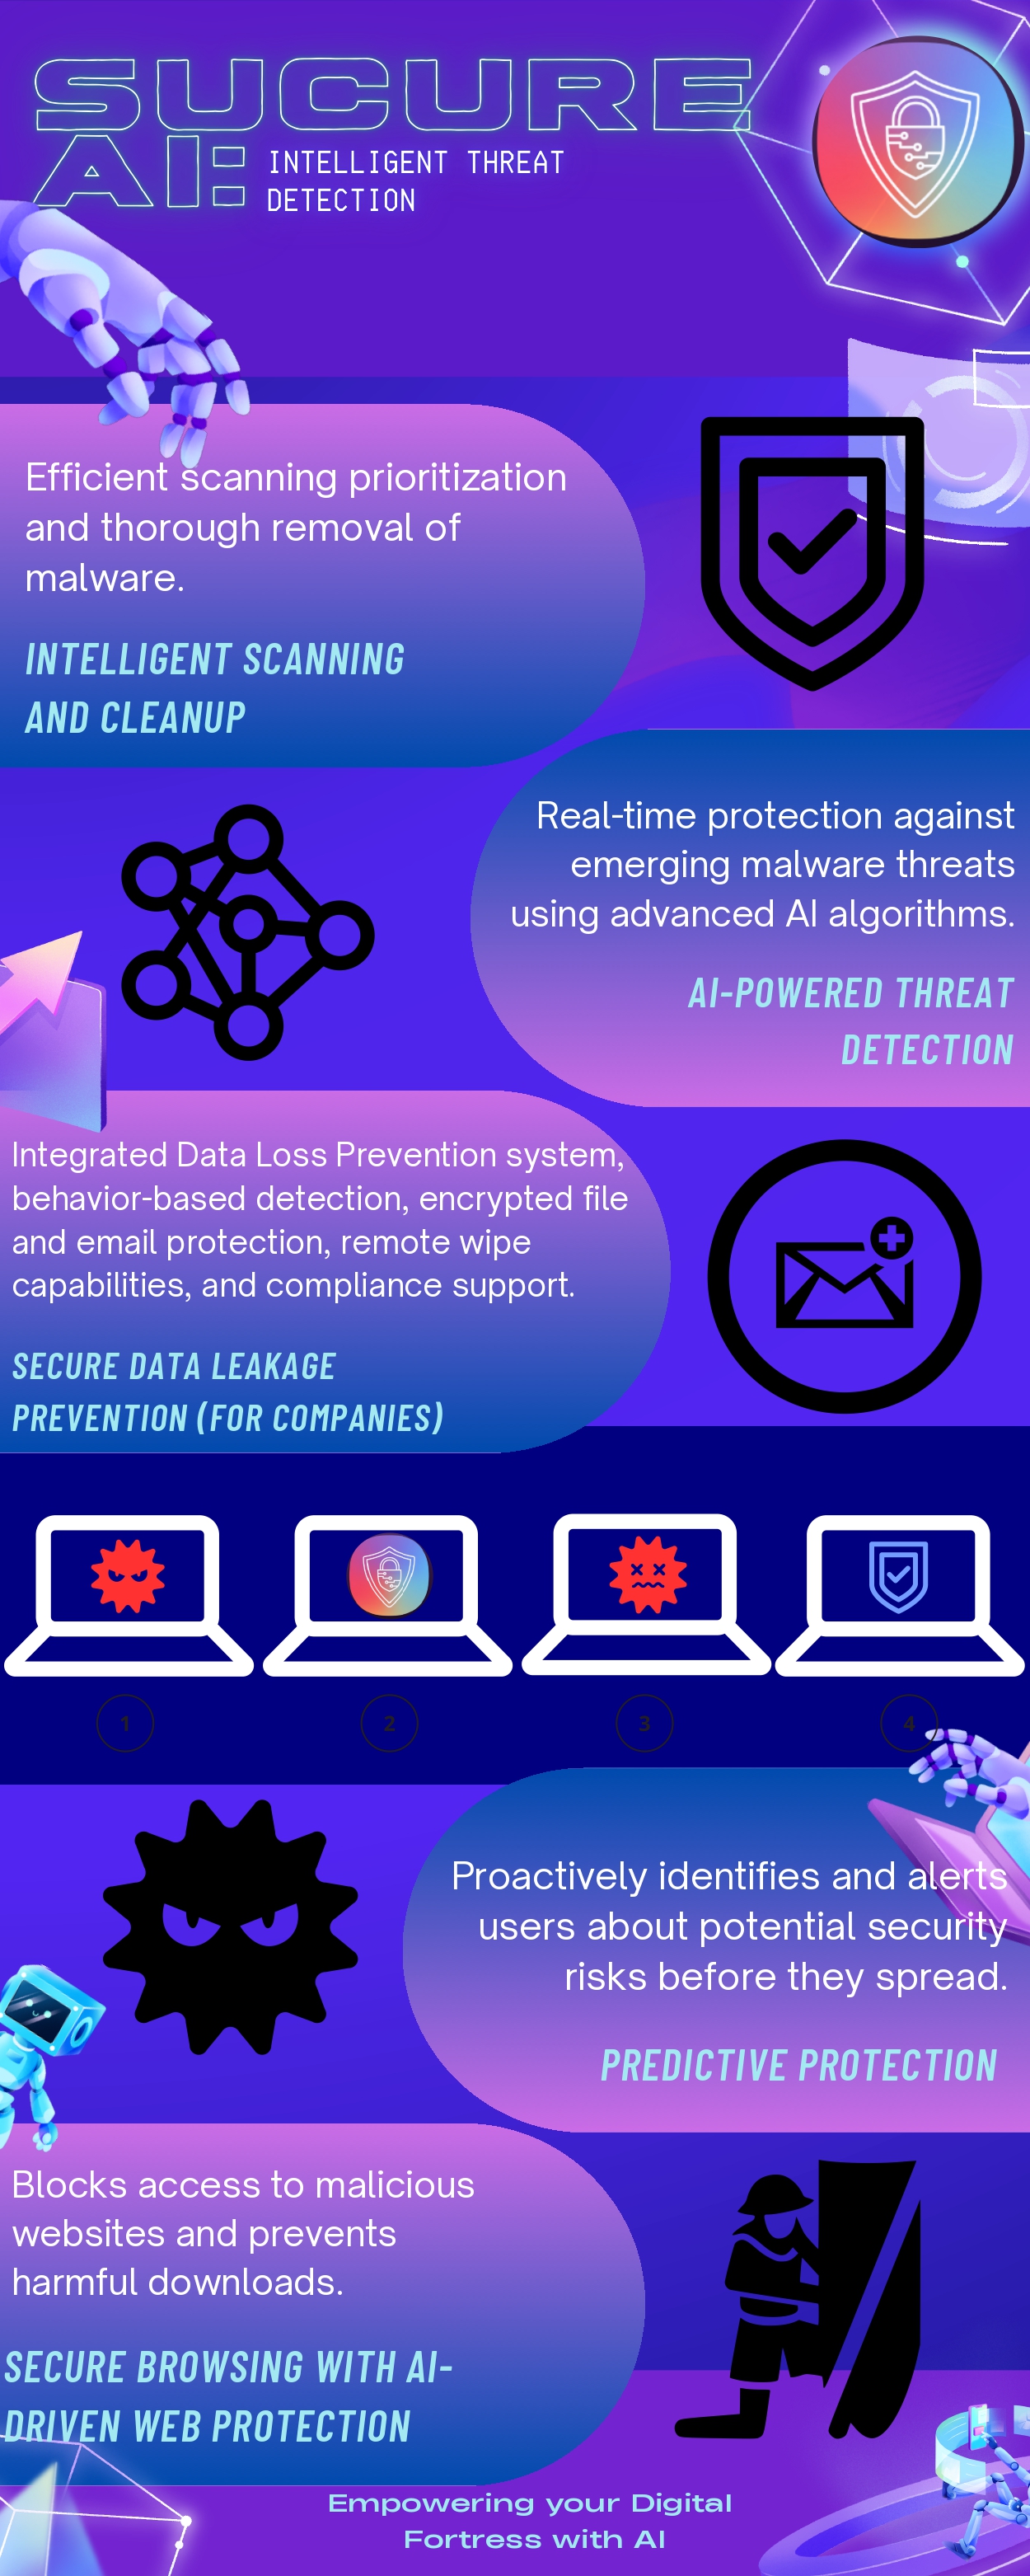 SUCURE
AI: INTELLIGENT THREAT
DETECTION
Efficient scanning prioritization
and thorough removal of
malware.
INTELLIGENT SCANNING
AND CLEANUP
Real-time protection against
emerging malware threats
using advanced AI algorithms.
AI-POWERED THREAT
DETECTION
Integrated Data Loss Prevention system,
behavior-based detection, encrypted file
and email protection, remote wipe
capabilities, and compliance support.
SECURE DATA LEAKAGE
PREVENTION (FOR COMPANIES)
1 2 3 4
Proactively identifies and alerts
users about potential security
risks before they spread.
PREDICTIVE PROTECTION
Blocks access to malicious
websites and prevents
harmful downloads.
SECURE BROWSING WITH AI-
DRIVEN WEB PROTECTION
Empowering your Digital
Fortress with AI